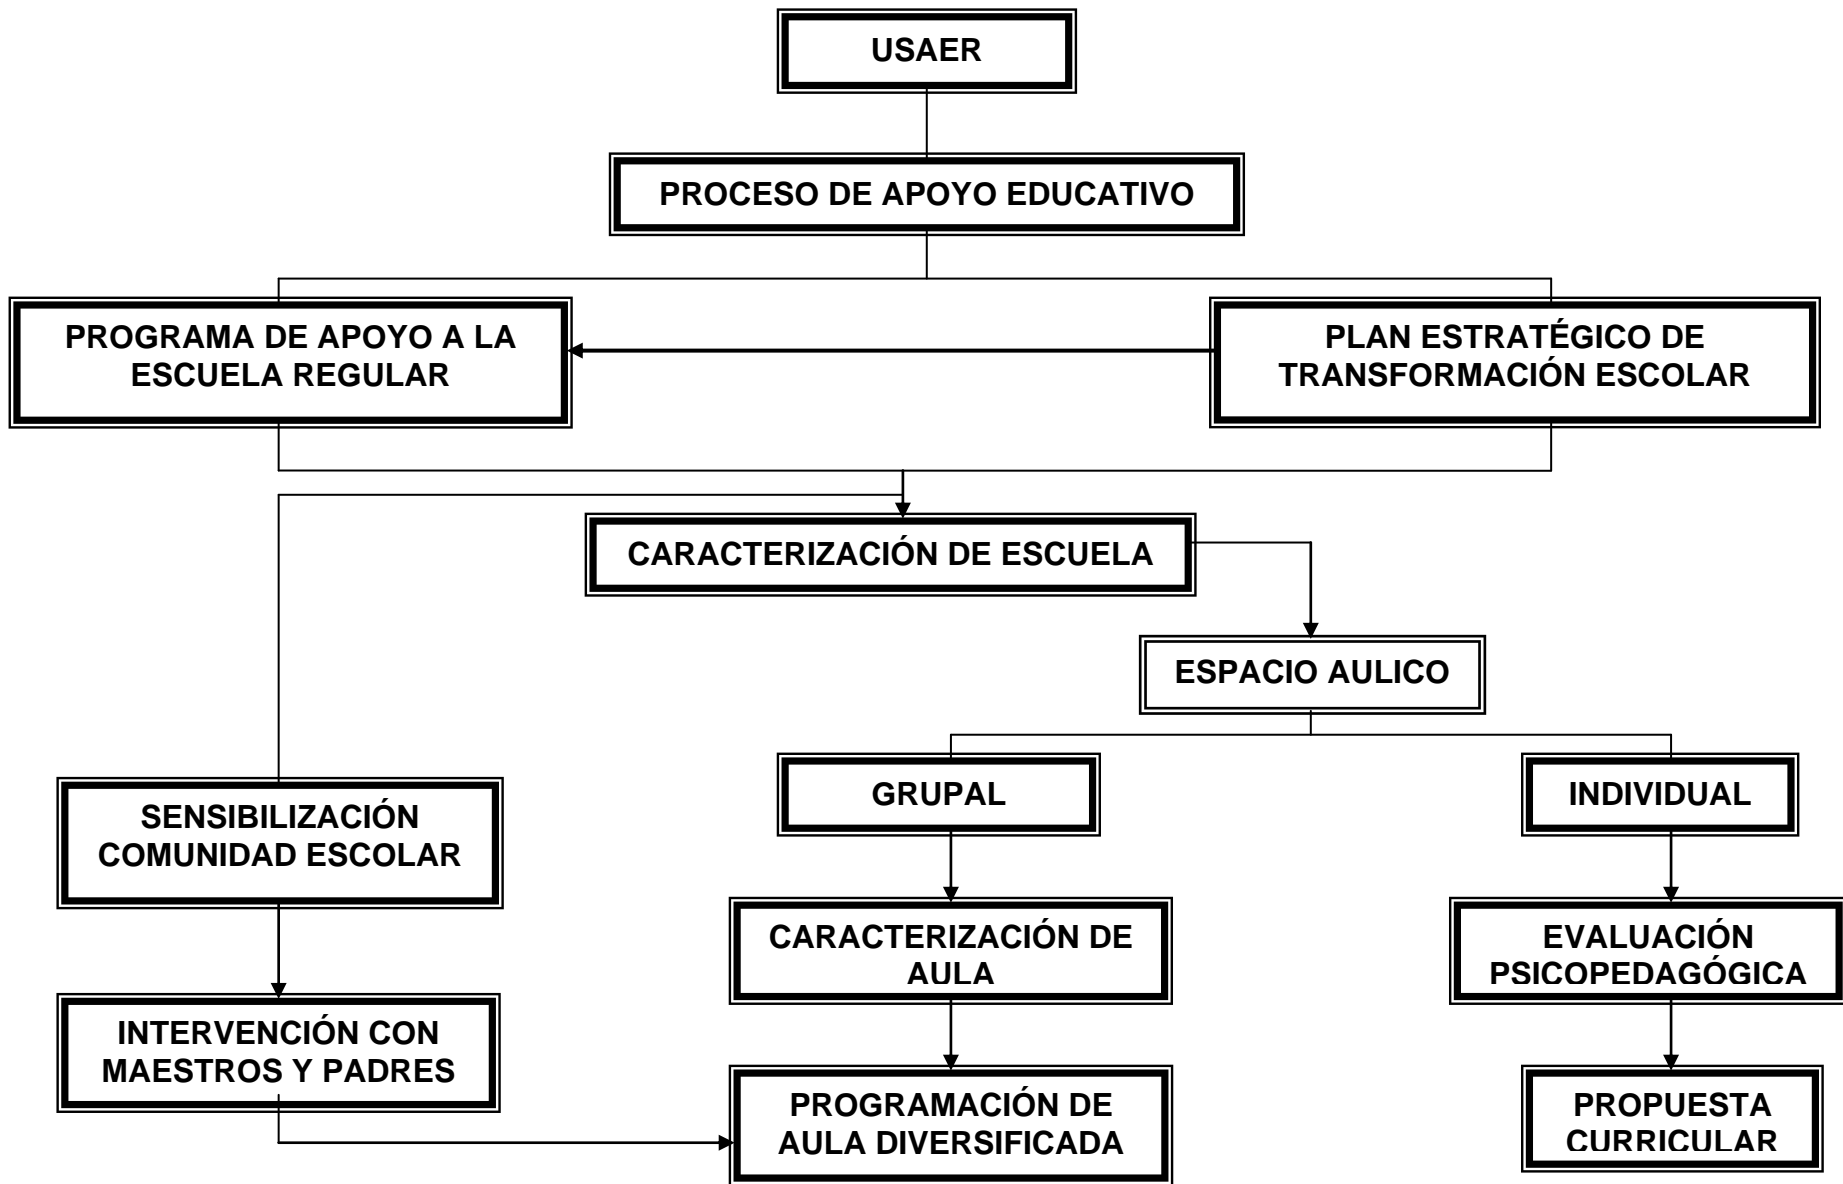 USAER
PROCESO DE APOYO EDUCATIVO
PROGRAMA DE APOYO A LA
ESCUELA REGULAR
PLAN ESTRATÉGICO DE
TRANSFORMACIÓN ESCOLAR
CARACTERIZACIÓN DE ESCUELA
ESPACIO AULICO
SENSIBILIZACIÓN
COMUNIDAD ESCOLAR
GRUPAL
INDIVIDUAL
CARACTERIZACIÓN DE
AULA
EVALUACIÓN
PSICOPEDAGÓGICA
INTERVENCIÓN CON
MAESTROS Y PADRES
PROGRAMACIÓN DE
AULA DIVERSIFICADA
PROPUESTA
CURRICULAR